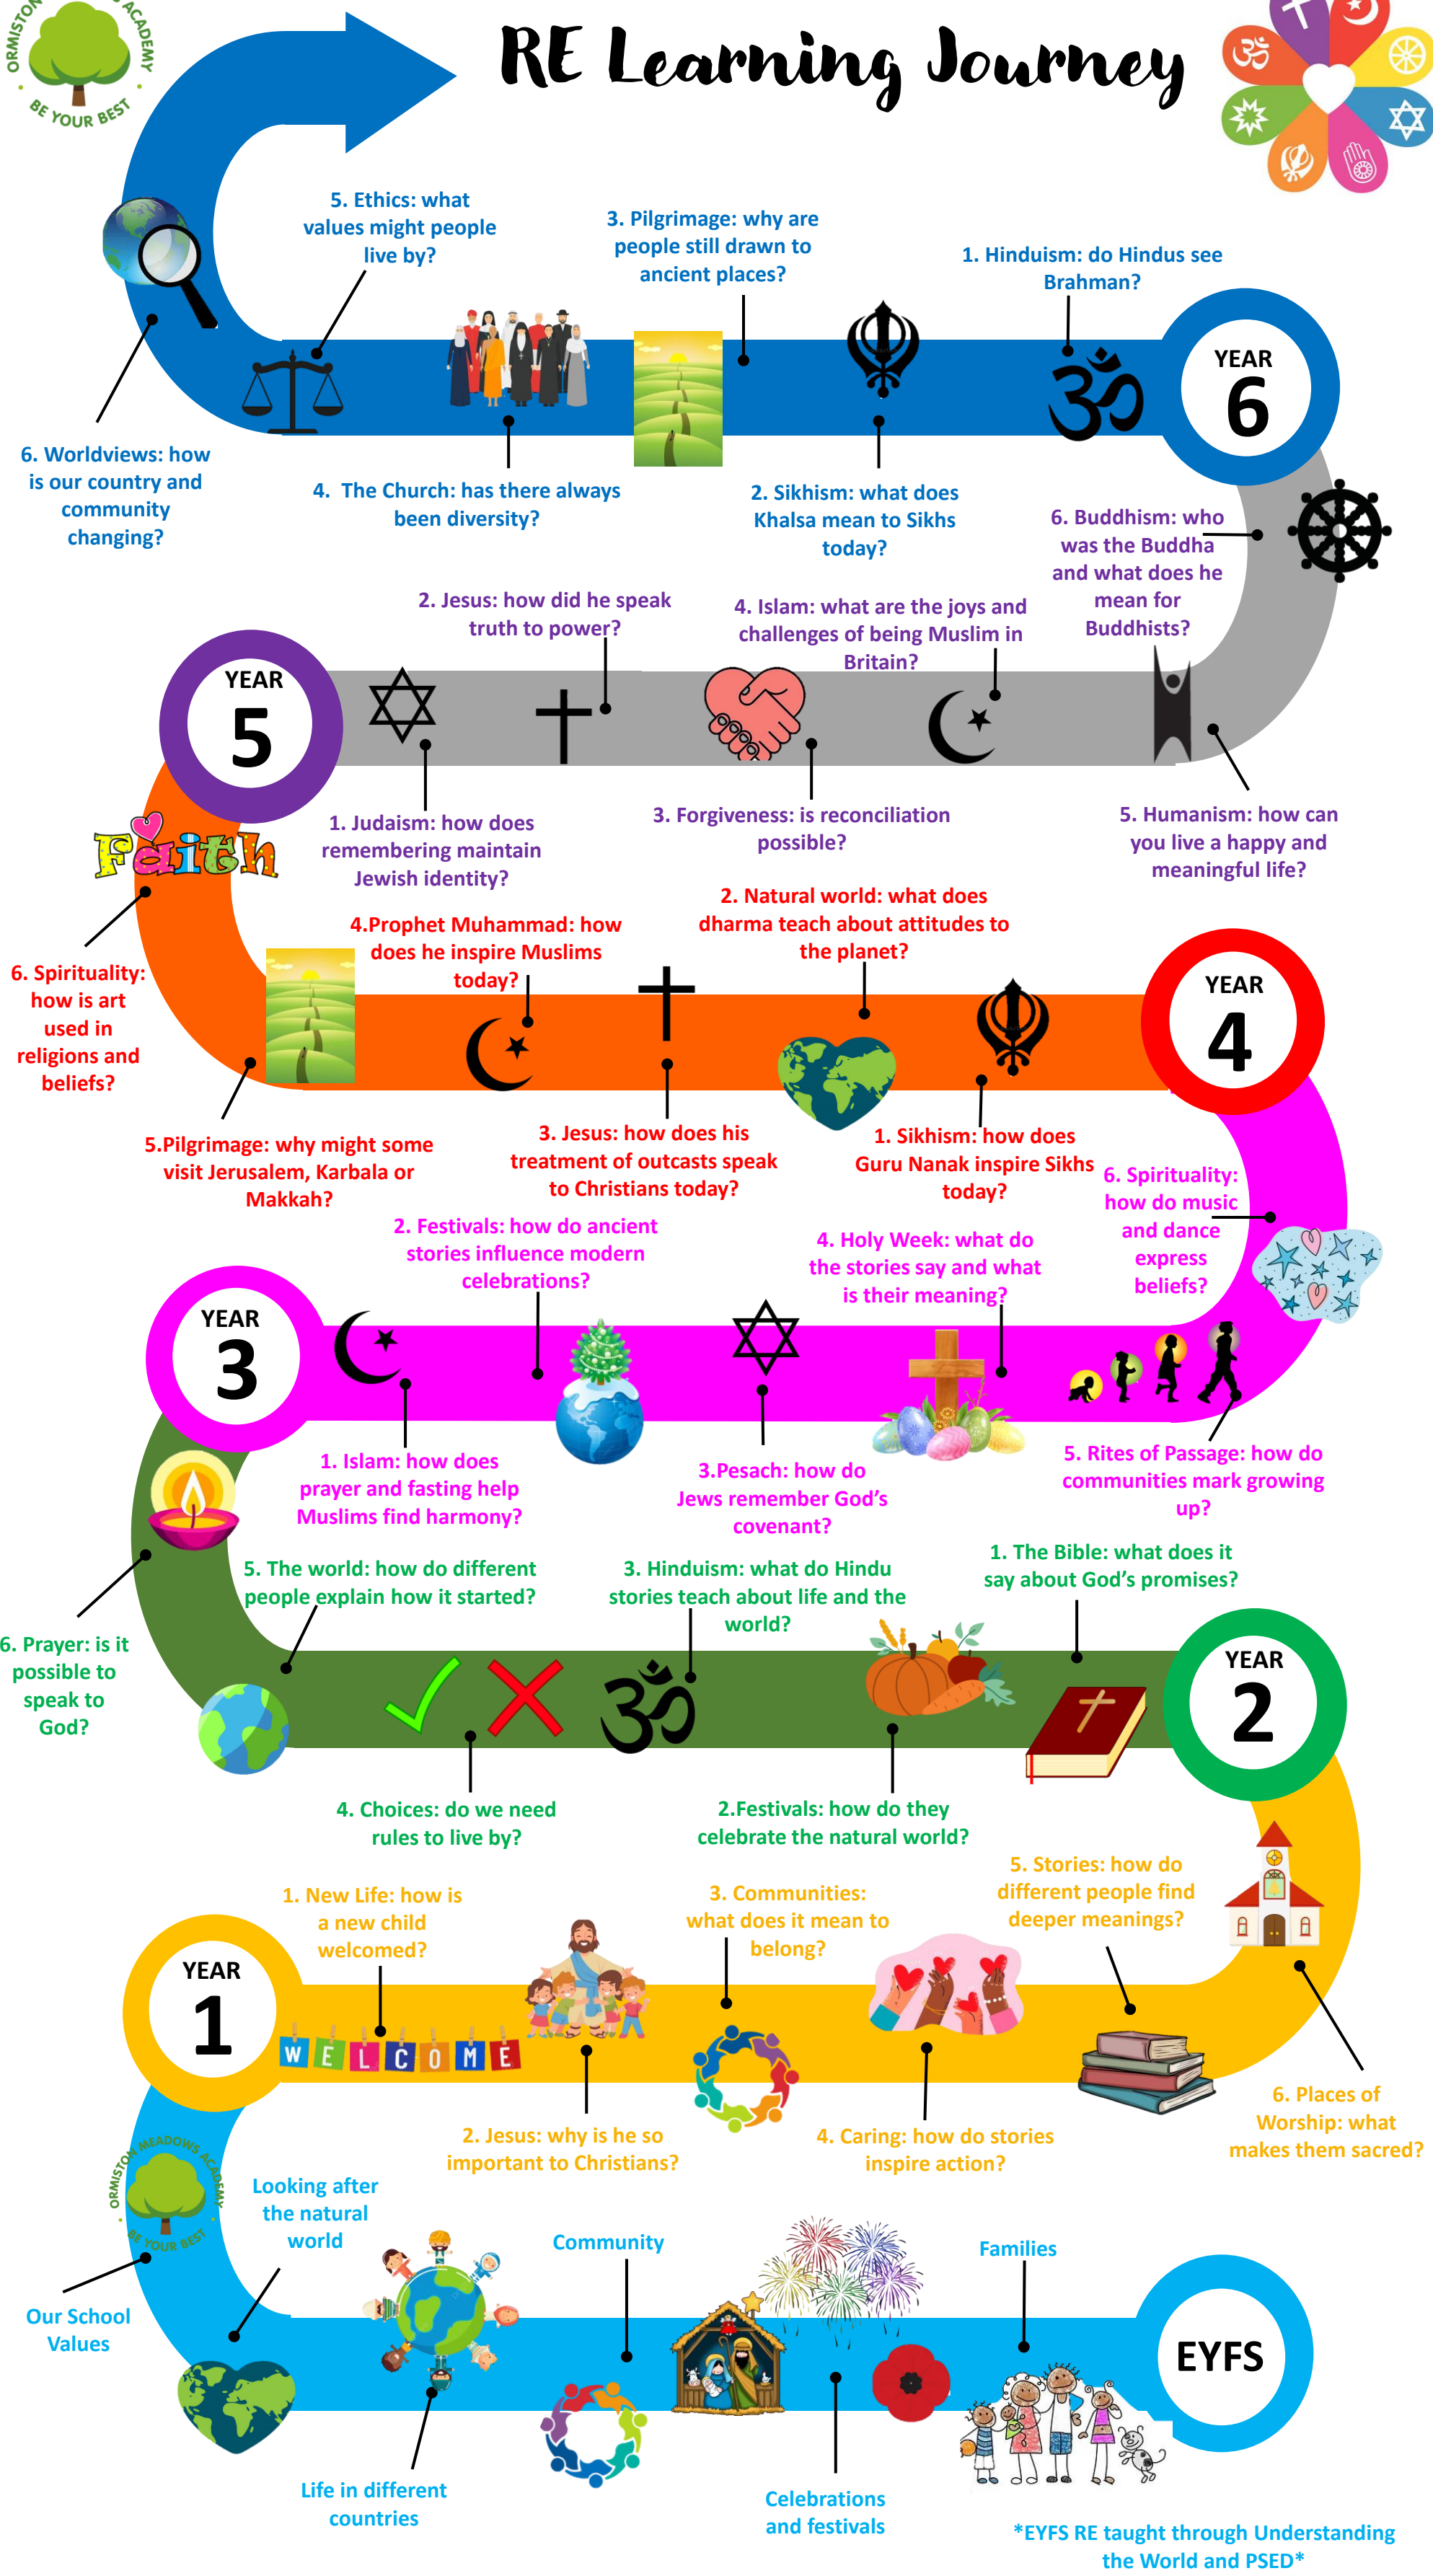 ORMISTON
S ACADEMY
BE YOUR BEST
RE Learning Journey
5. Ethics: what
values might people
live by?
3. Pilgrimage: why are
people still drawn to
ancient places?
1. Hinduism: do Hindus see
Brahman?
YEAR
6
6. Worldviews: how
is our country and
community
changing?
4. The Church: has there always
been diversity?
2. Sikhism: what does
Khalsa mean to Sikhs
today?
6. Buddhism: who
was the Buddha
and what does he
mean for
Buddhists?
2. Jesus: how did he speak
truth to power?
4. Islam: what are the joys and
challenges of being Muslim in
Britain?
YEAR
5
1. Judaism: how does
remembering maintain
Jewish identity?
3. Forgiveness: is reconciliation
possible?
5. Humanism: how can
you live a happy and
meaningful life?
Faith
6. Spirituality:
how is art
used in
religions and
beliefs?
4.Prophet Muhammad: how
does he inspire Muslims
today?
2. Natural world: what does
dharma teach about attitudes to
the planet?
YEAR
4
5.Pilgrimage: why might some
visit Jerusalem, Karbala or
Makkah?
3. Jesus: how does his
treatment of outcasts speak
to Christians today?
1. Sikhism: how does
Guru Nanak inspire Sikhs
today?
6. Spirituality:
how do music
and dance
express
beliefs?
2. Festivals: how do ancient
stories influence modern
celebrations?
4. Holy Week: what do
the stories say and what
is their meaning?
YEAR
3
1. Islam: how does
prayer and fasting help
Muslims find harmony?
3.Pesach: how do
Jews remember God's
covenant?
5. Rites of Passage: how do
communities mark growing
up?
6. Prayer: is it
possible to
speak to
God?
5. The world: how do different
people explain how it started?
3. Hinduism: what do Hindu
stories teach about life and the
world?
1. The Bible: what does it
say about God's promises?
YEAR
2
4. Choices: do we need
rules to live by?
2.Festivals: how do they
celebrate the natural world?
1. New Life: how is
a new child
welcomed?
3. Communities:
what does it mean to
belong?
5. Stories: how do
different people find
deeper meanings?
YEAR
1
WELCOME
2. Jesus: why is he so
important to Christians?
4. Caring: how do stories
inspire action?
6. Places of
Worship: what
makes them sacred?
ORMISTON MEADOWS ACADEMY
BE YOUR BEST
Our School
Values
Looking after
the natural
world
Community
Families
EYFS
Life in different
countries
Celebrations
and festivals
*EYFS RE taught through Understanding
the World and PSED*